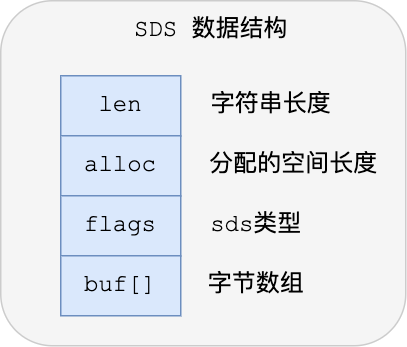 SDS 数据结构
len 字符串长度
alloc 分配的空间长度
flags sds类型
buf[] 字节数组